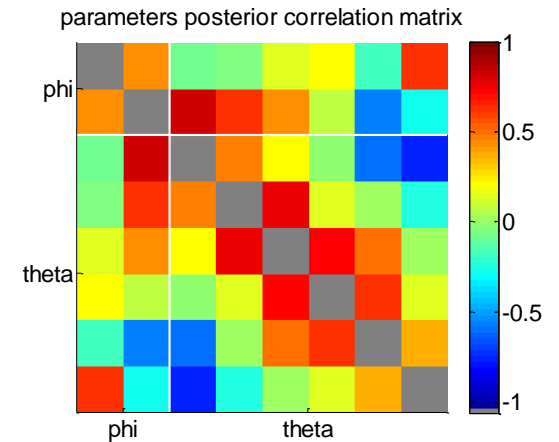 parameters posterior correlation matrix
phi
theta
phi
theta
1
0.5
0
-0.5
-1